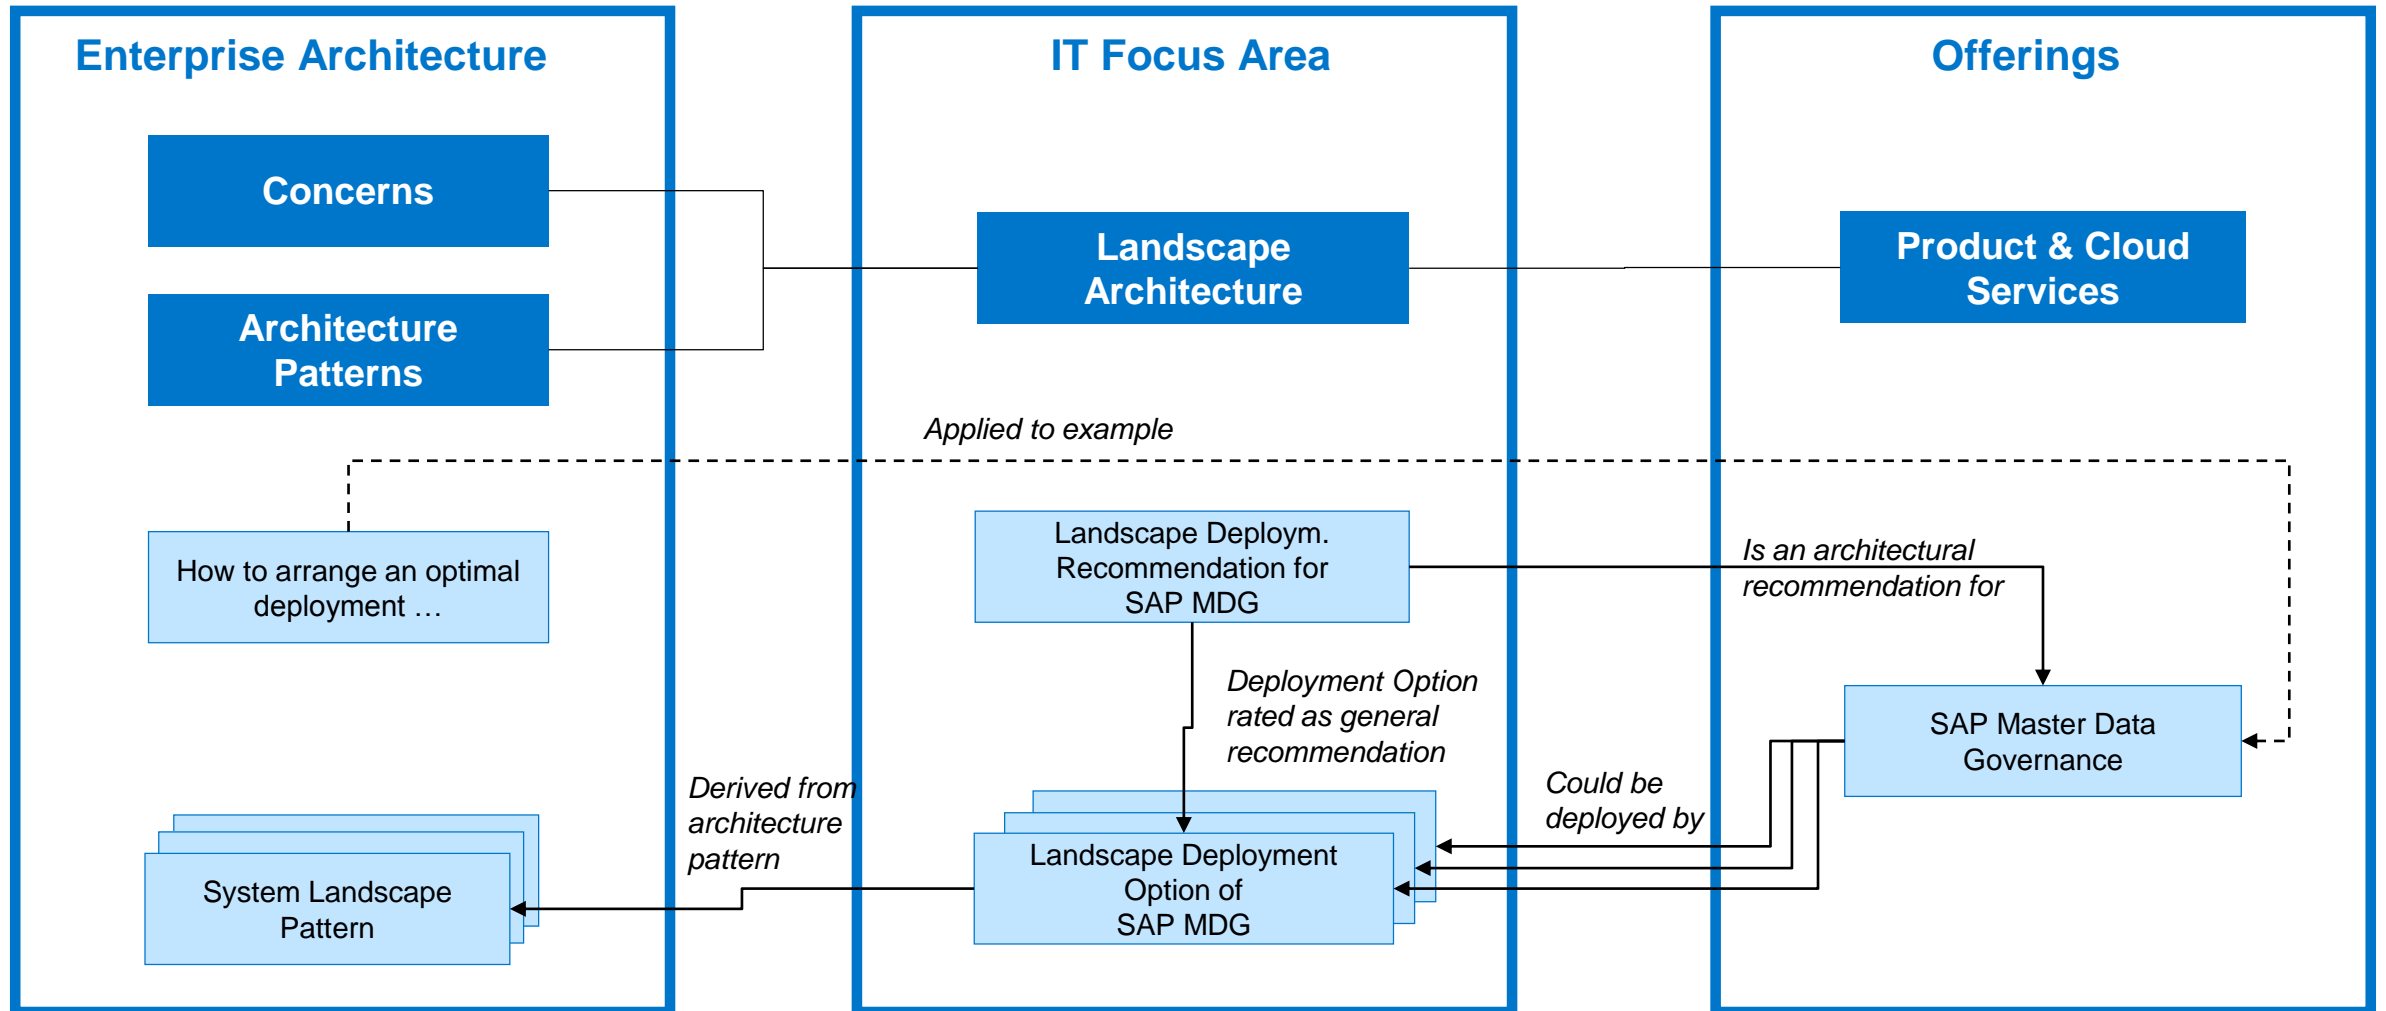 Enterprise Architecture
IT Focus Area
Offerings
Concerns
Architecture
Patterns
Landscape
Architecture
Product & Cloud
Services
Applied to example
How to arrange an optimal
deployment …
Landscape Deploym.
Recommendation for
SAP MDG
Is an architectural
recommendation for
Deployment Option
rated as general
recommendation
SAP Master Data
Governance
Derived from
architecture
pattern
Could be
deployed by
System Landscape
Pattern
Landscape Deployment
Option of
SAP MDG